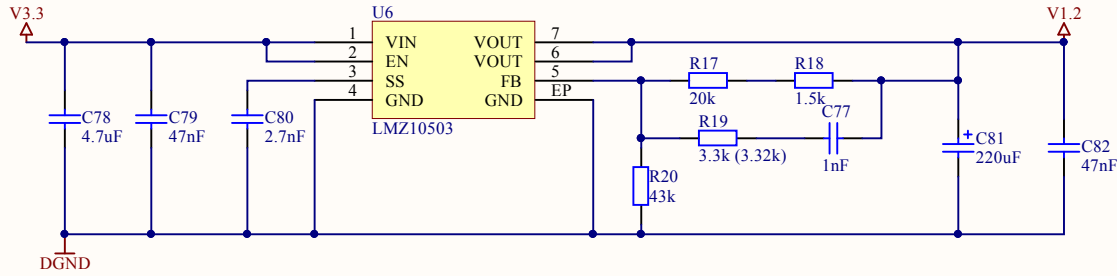 V3.3
U6
V1.2
1
VIN
VOUT
7
2
EN
VOUT
6
3
SS
FB
5
4
GND
GND
EP
LMZ10503
R17
20k
R18
1.5k
C77
1nF
R19
3.3k (3.32k)
R20
43k
C78
4.7uF
C79
47nF
C80
2.7nF
+
C81
220uF
C82
47nF
DGND